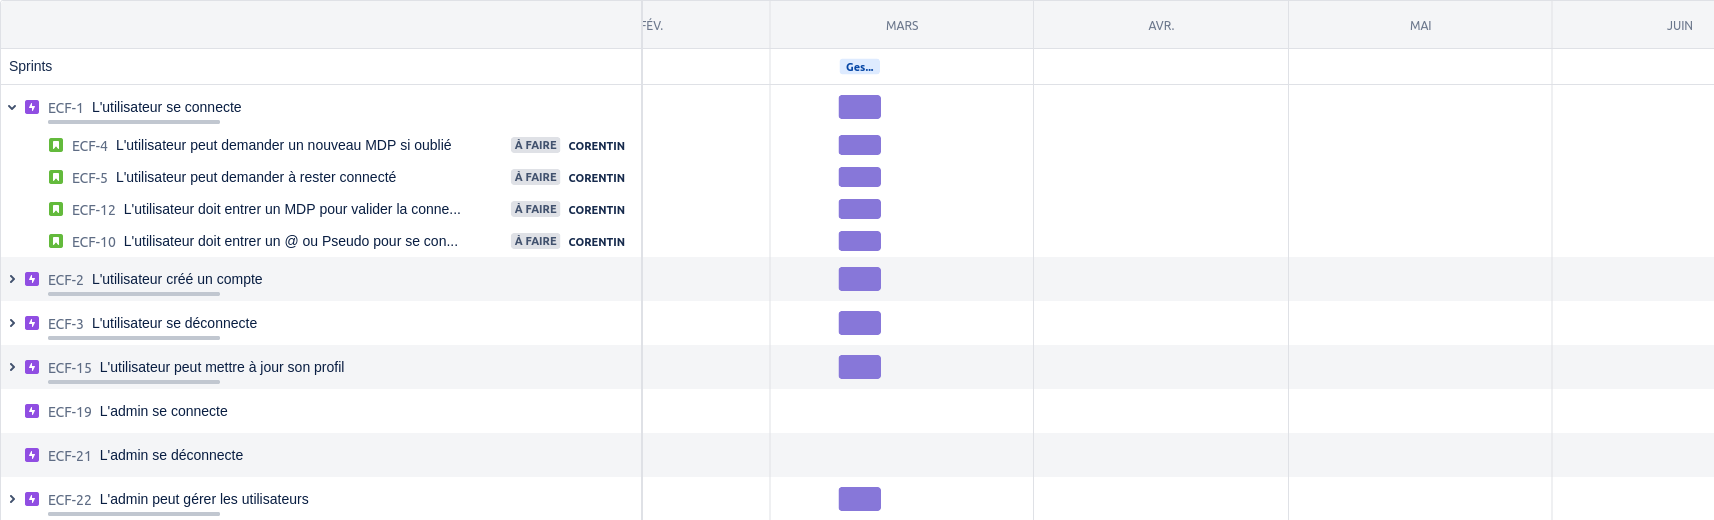 FÉV. MARS AVR. MAI JUIN
Sprints Ges...
ECF-1 L'utilisateur se connecte
ECF-4 L'utilisateur peut demander un nouveau MDP si oublié À FAIRE CORENTIN
ECF-5 L'utilisateur peut demander à rester connecté À FAIRE CORENTIN
ECF-12 L'utilisateur doit entrer un MDP pour valider la conne... À FAIRE CORENTIN
ECF-10 L'utilisateur doit entrer un @ ou Pseudo pour se con... À FAIRE CORENTIN
ECF-2 L'utilisateur créé un compte
ECF-3 L'utilisateur se déconnecte
ECF-15 L'utilisateur peut mettre à jour son profil
ECF-19 L'admin se connecte
ECF-21 L'admin se déconnecte
ECF-22 L'admin peut gérer les utilisateurs